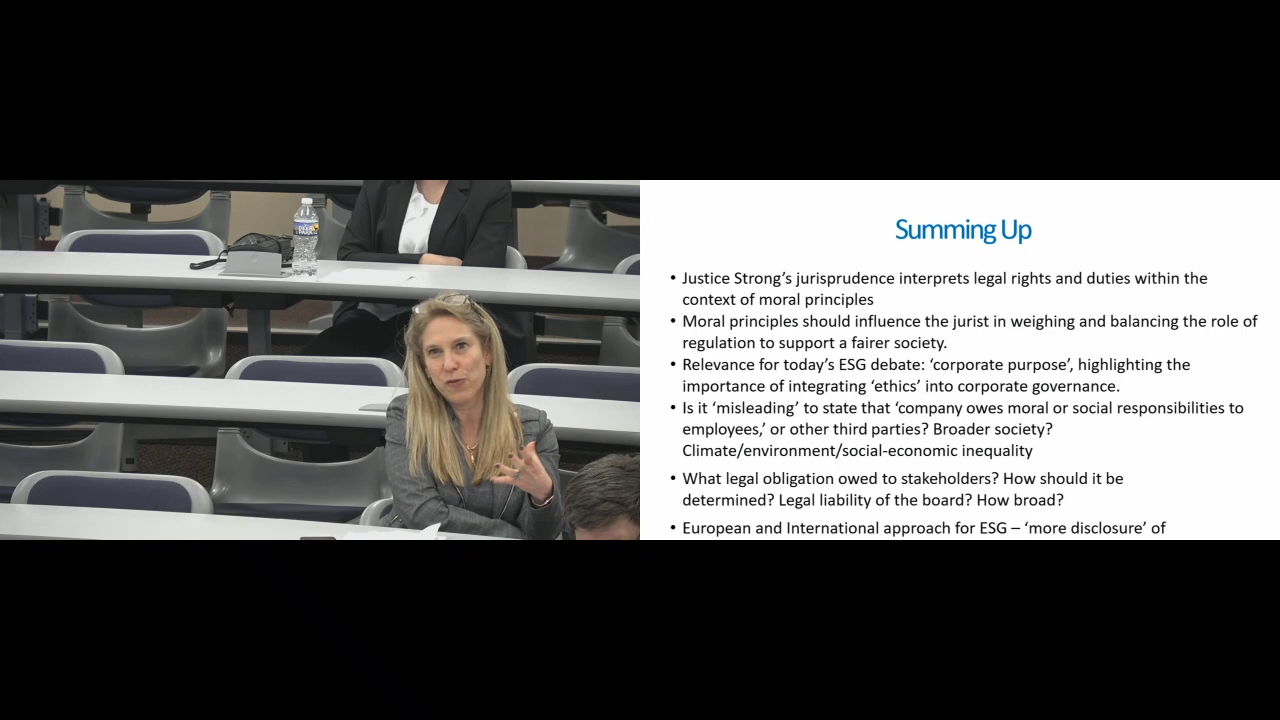 Summing Up
• Justice Strong’s jurisprudence interprets legal rights and duties within the
context of moral principles
• Moral principles should influence the jurist in weighing and balancing the role of
regulation to support a fairer society.
• Relevance for today’s ESG debate: ‘corporate purpose’, highlighting the
importance of integrating ‘ethics’ into corporate governance.
• Is it ‘misleading’ to state that ‘company owes moral or social responsibilities to
employees,’ or other third parties? Broader society?
Climate/environment/social-economic inequality
• What legal obligation owed to stakeholders? How should it be
determined? Legal liability of the board? How broad?
• European and International approach for ESG – ‘more disclosure’ of